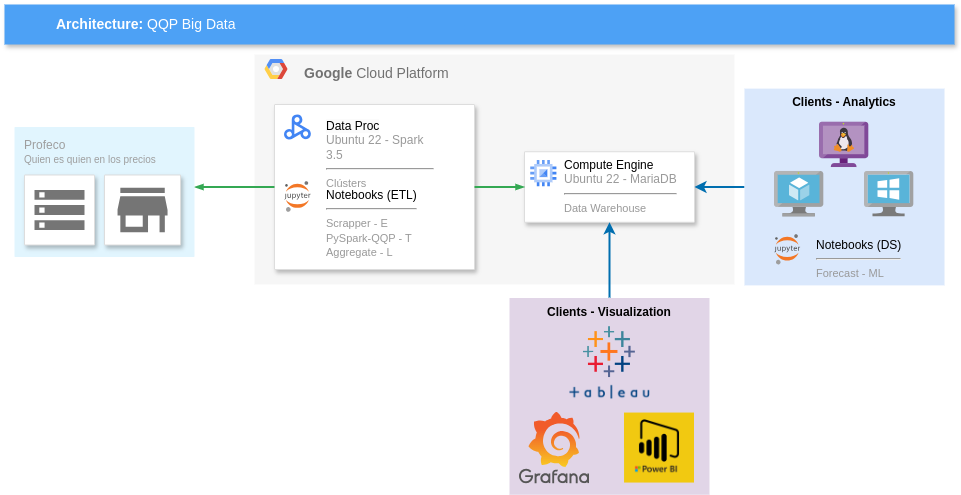 Architecture: QQP Big Data
Google Cloud Platform
Profeco
Quien es quien en los precios
Data Proc
Ubuntu 22 - Spark
3.5
Clústers
jupyter
Notebooks (ETL)
Scrapper - E
PySpark-QQP - T
Aggregate - L
Compute Engine
Ubuntu 22 - MariaDB
Data Warehouse
Clients - Analytics
jupyter
Notebooks (DS)
Forecast - ML
Clients - Visualization
+ableau
Grafana
Power BI